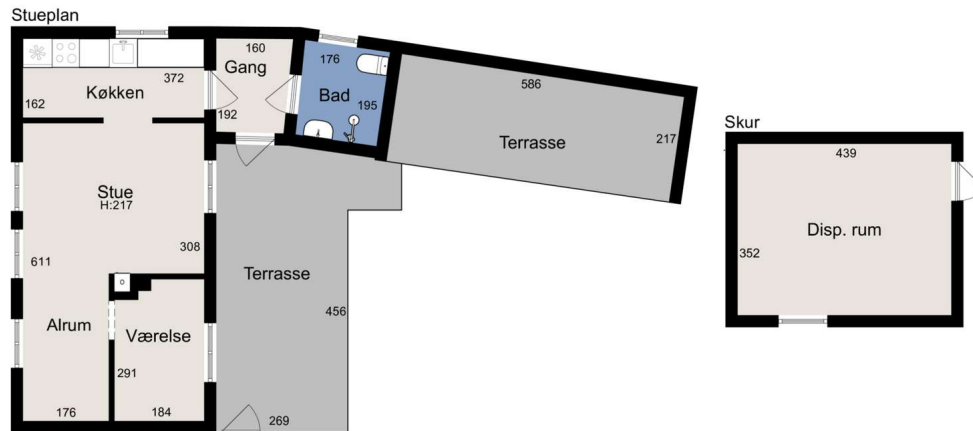 Stueplan
160
Gang
192
176
Bad
195
372
Køkken
162
586
Terrasse
217
Skur
439
Disp. rum
352
Stue
H:217
611
308
Terrasse
456
269
Alrum
176
Værelse
291
184